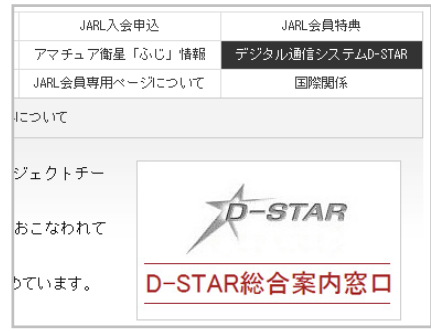 JARL入会申込 JARL会員特典
アマチュア衛星「ふじ」情報 デジタル通信システムD-STAR
JARL会員専用ページについて 国際関係
について
ジェクトチー
D-STAR
おこなわれて
D-STAR総合案内窓口
めています。